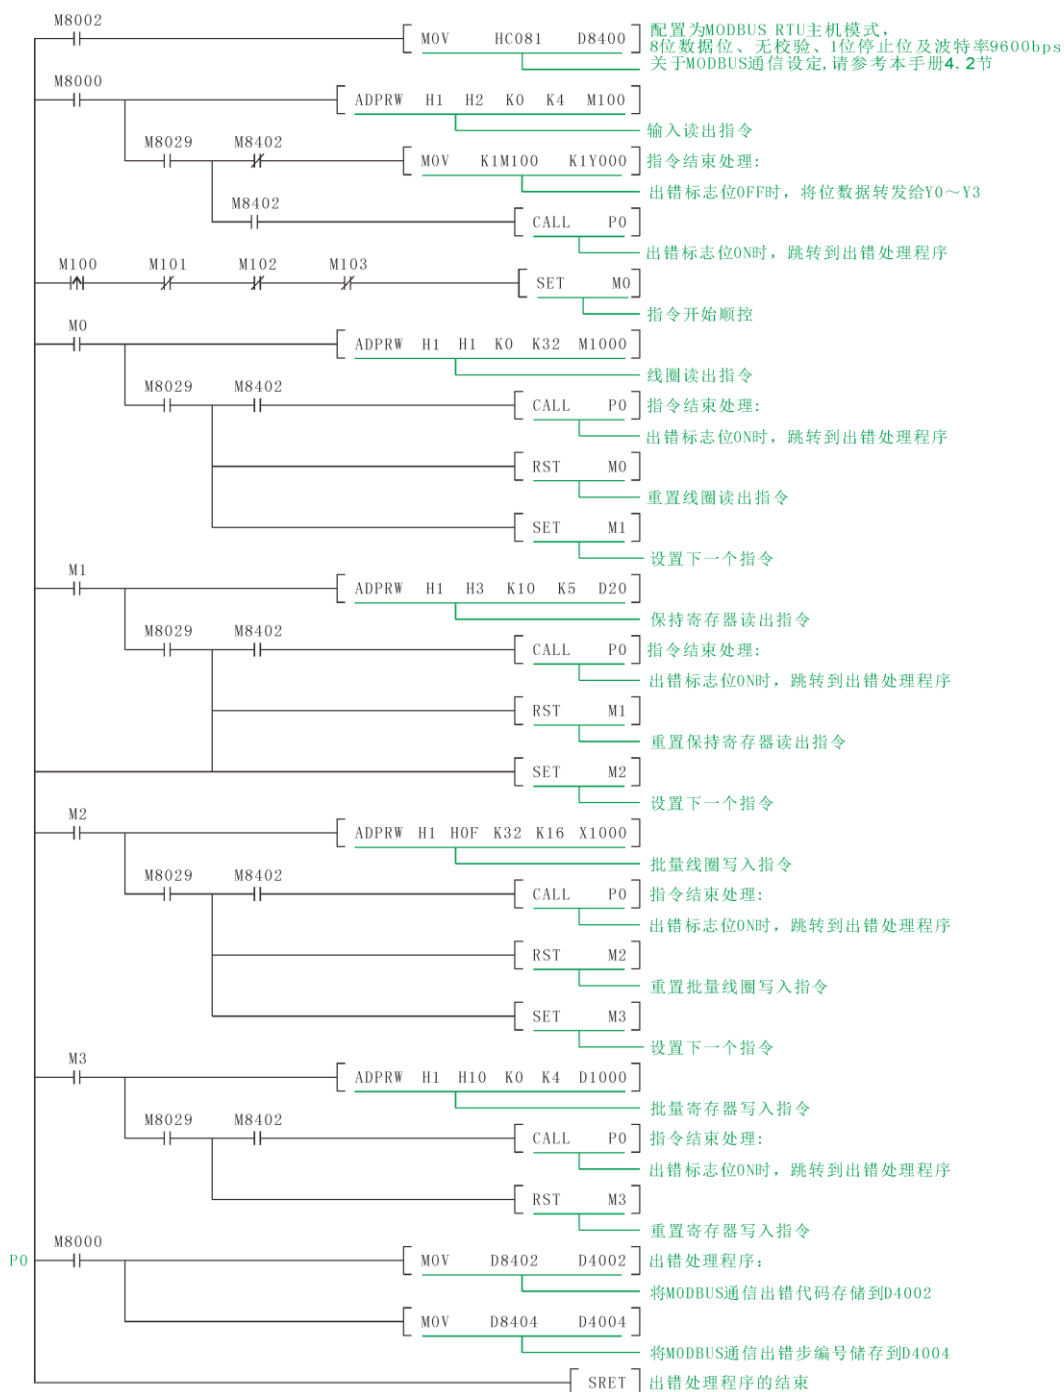 M8002
MOV HC081 D8400
配置为MODBUS RTU主机模式，
8位数据位、无校验、1位停止位及波特率9600bps
关于MODBUS通信设定,请参考本手册4.2节
M8000
ADPRW H1 H2 K0 K4 M100
输入读出指令
M8029 M8402
MOV K1M100 K1Y000
指令结束处理:
出错标志位OFF时，将位数据转发给Y0～Y3
M8402
CALL P0
出错标志位ON时，跳转到出错处理程序
M100 M101 M102 M103
SET M0
指令开始顺控
M0
ADPRW H1 H1 K0 K32 M1000
线圈读出指令
M8029 M8402
CALL P0
指令结束处理:
出错标志位ON时，跳转到出错处理程序
RST M0
重置线圈读出指令
SET M1
设置下一个指令
M1
ADPRW H1 H3 K10 K5 D20
保持寄存器读出指令
M8029 M8402
CALL P0
指令结束处理:
出错标志位ON时，跳转到出错处理程序
RST M1
重置保持寄存器读出指令
SET M2
设置下一个指令
M2
ADPRW H1 H0F K32 K16 X1000
批量线圈写入指令
M8029 M8402
CALL P0
指令结束处理:
出错标志位ON时，跳转到出错处理程序
RST M2
重置批量线圈写入指令
SET M3
设置下一个指令
M3
ADPRW H1 H10 K0 K4 D1000
批量寄存器写入指令
M8029 M8402
CALL P0
指令结束处理:
出错标志位ON时，跳转到出错处理程序
RST M3
重置寄存器写入指令
P0
M8000
MOV D8402 D4002
出错处理程序:
将MODBUS通信出错代码存储到D4002
MOV D8404 D4004
将MODBUS通信出错步编号储存到D4004
SRET
出错处理程序的结束